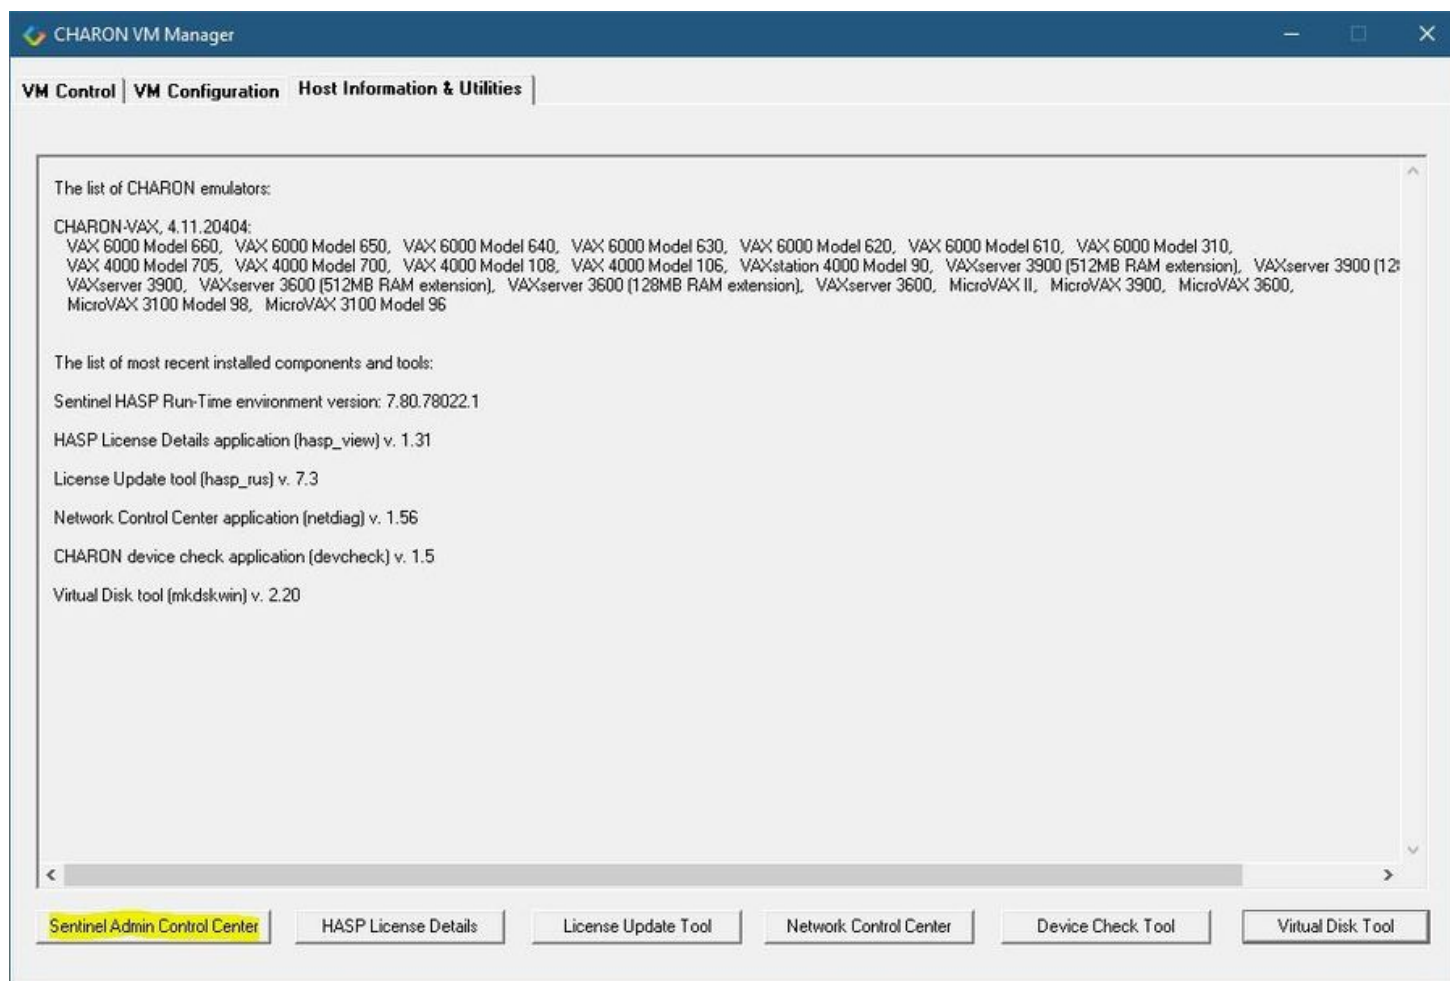 CHARON VM Manager
VM Control VM Configuration Host Information & Utilities
The list of CHARON emulators:
CHARON-VAX, 4.11.20404:
VAX 6000 Model 660, VAX 6000 Model 650, VAX 6000 Model 640, VAX 6000 Model 630, VAX 6000 Model 620, VAX 6000 Model 610, VAX 6000 Model 310,
VAX 4000 Model 705, VAX 4000 Model 700, VAX 4000 Model 108, VAX 4000 Model 106, VAXstation 4000 Model 90, VAXserver 3900 (512MB RAM extension), VAXserver 3900
VAXserver 3900, VAXserver 3600 (512MB RAM extension), VAXserver 3600 (128MB RAM extension), VAXserver 3600, MicroVAX II, MicroVAX 3900, MicroVAX 3600,
MicroVAX 3100 Model 98, MicroVAX 3100 Model 96
The list of most recent installed components and tools:
Sentinel HASP Run-Time environment version: 7.80.78022.1
HASP License Details application (hasp_view) v. 1.31
License Update tool (hasp_rus) v. 7.3
Network Control Center application (netdiag) v. 1.56
CHARON device check application (devcheck) v. 1.5
Virtual Disk tool (mkdskwin) v. 2.20
Sentinel Admin Control Center HASP License Details License Update Tool Network Control Center Device Check Tool Virtual Disk Tool